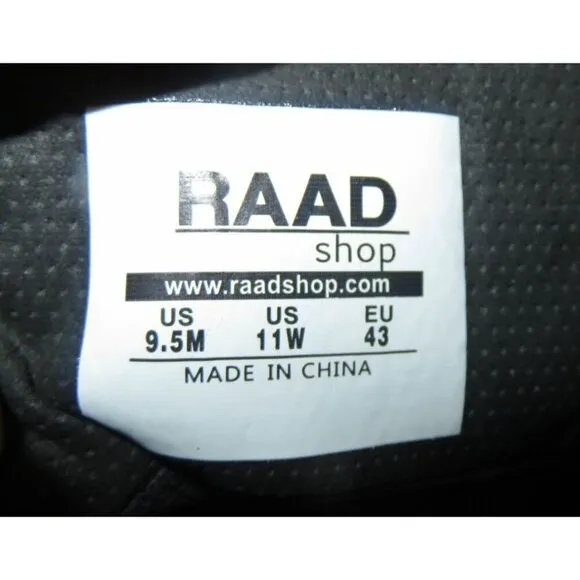 RAAD
shop
www.raadshop.com
US US EU
9.5M 11W 43
MADE IN CHINA